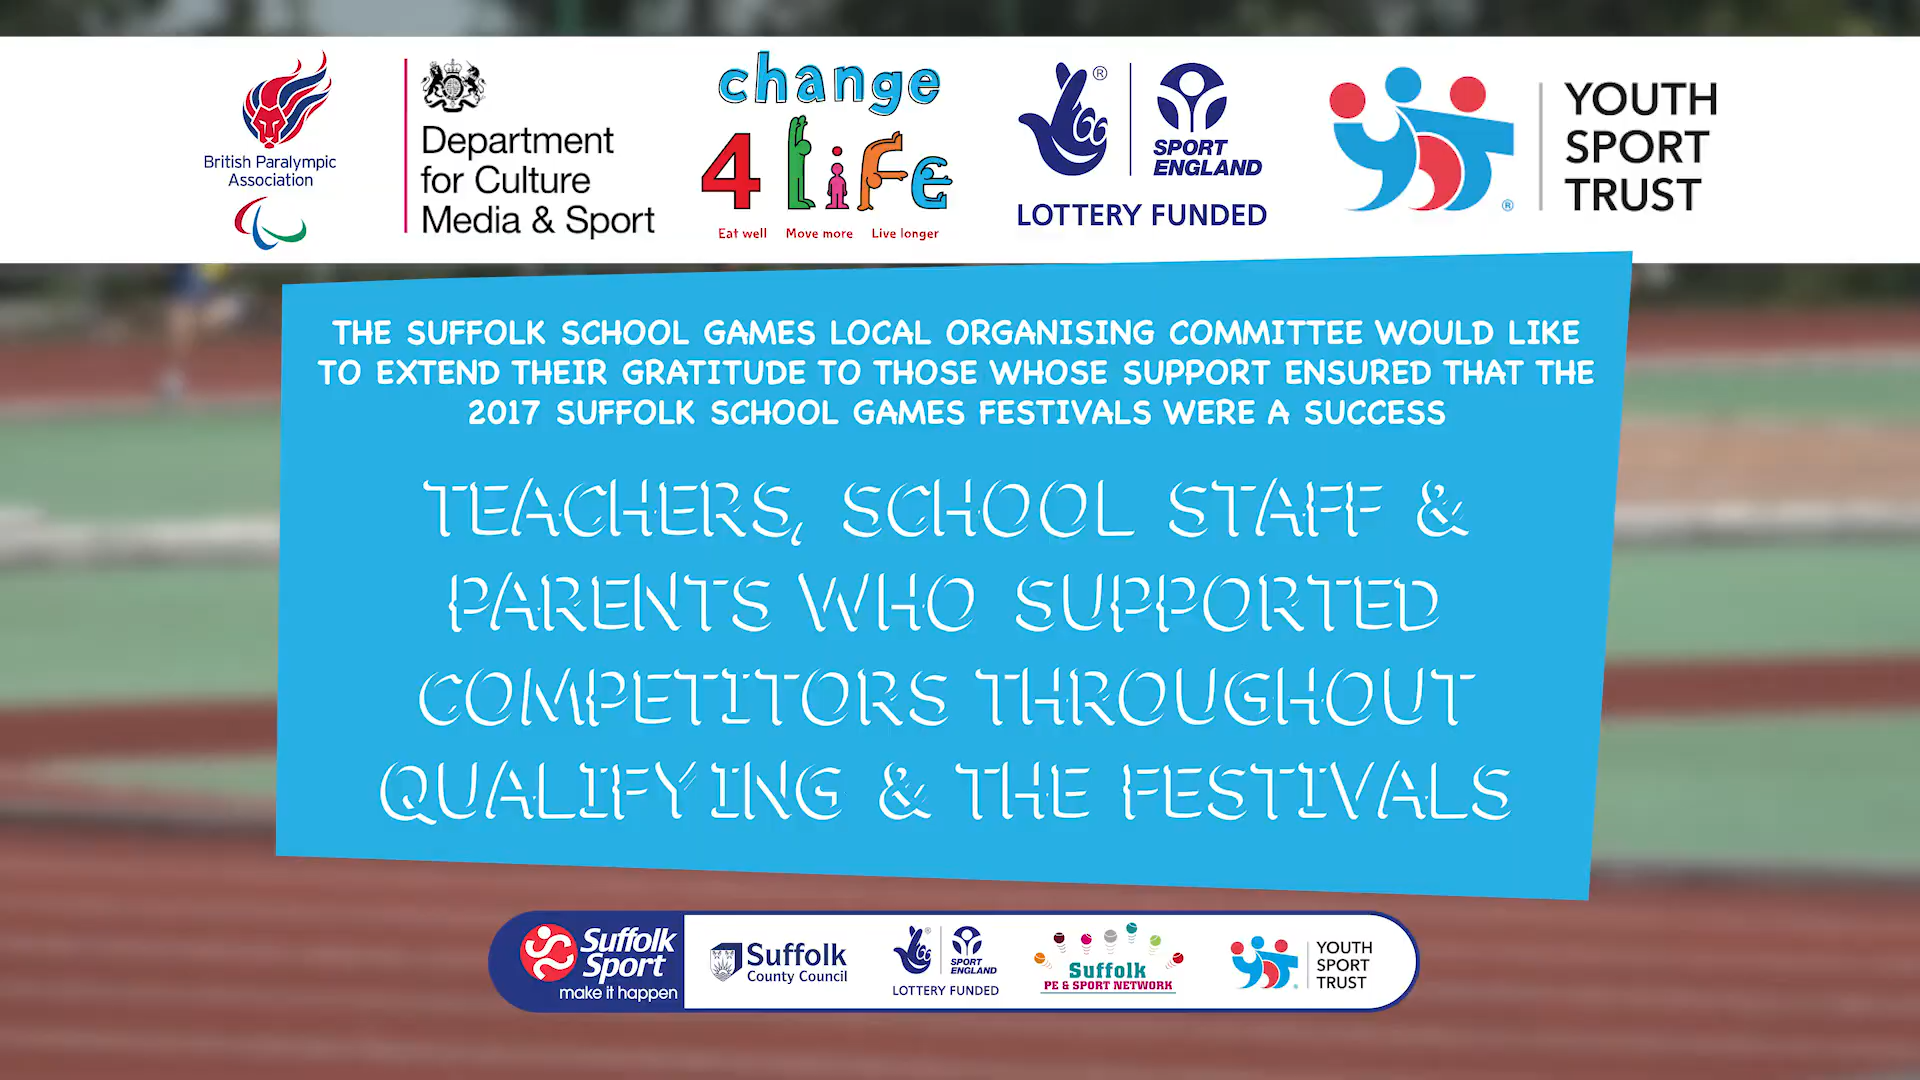 British Paralympic
Association
Department
for Culture
Media & Sport
change
4 LiFE
Eat well Move more Live longer
®
SPORT
ENGLAND
LOTTERY FUNDED
®
YOUTH
SPORT
TRUST
THE SUFFOLK SCHOOL GAMES LOCAL ORGANISING COMMITTEE WOULD LIKE
TO EXTEND THEIR GRATITUDE TO THOSE WHOSE SUPPORT ENSURED THAT THE
2017 SUFFOLK SCHOOL GAMES FESTIVALS WERE A SUCCESS
TEACHERS, SCHOOL STAFF &
PARENTS WHO SUPPORTED
COMPETITORS THROUGHOUT
QUALIFYING & THE FESTIVALS
Suffolk
Sport
make it happen
Suffolk
County Council
SPORT
ENGLAND
LOTTERY FUNDED
Suffolk
PE & SPORT NETWORK
YOUTH
SPORT
TRUST